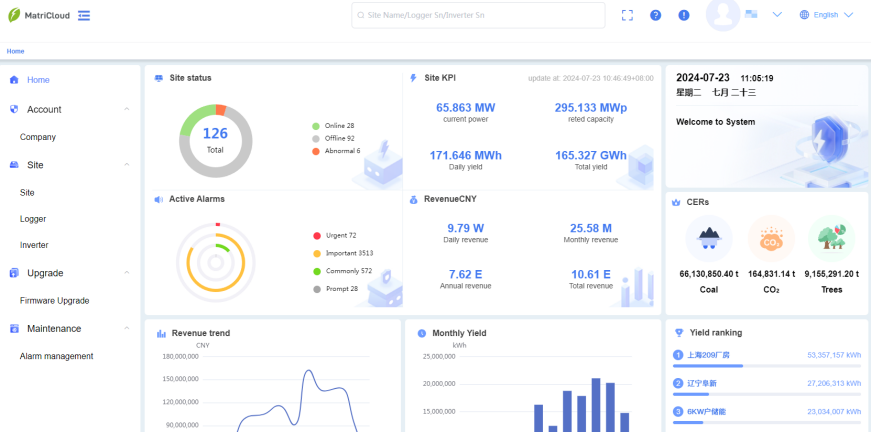 MatriCloud
Site Name/Logger Sn/Inverter Sn
English
Home
Home
Account
Company
Site
Site
Logger
Inverter
Upgrade
Firmware Upgrade
Maintenance
Alarm management
Site status
126
Total
Online 28
Offline 92
Abnormal 6
Site KPI
update at: 2024-07-23 10:46:49+08:00
65.863 MW
current power
295.133 MWp
reted capacity
171.646 MWh
Daily yield
165.327 GWh
Total yield
2024-07-23 11:05:19
星期二 七月 二十三
Welcome to System
Active Alarms
Urgent 72
Important 3513
Commonly 572
Prompt 28
RevenueCNY
9.79 W
Daily revenue
25.58 M
Monthly revenue
7.62 E
Annual revenue
10.61 E
Total revenue
CERs
CO₂
66,130,850.40 t
Coal
164,831.14 t
CO₂
9,155,291.20 t
Trees
Revenue trend
CNY
180,000,000
150,000,000
120,000,000
90,000,000
Monthly Yield
kWh
25,000,000
20,000,000
15,000,000
Yield ranking
1 上海209厂房 53,357,157 kWh
2 辽宁阜新 27,206,313 kWh
3 6KW户储能 23,034,007 kWh